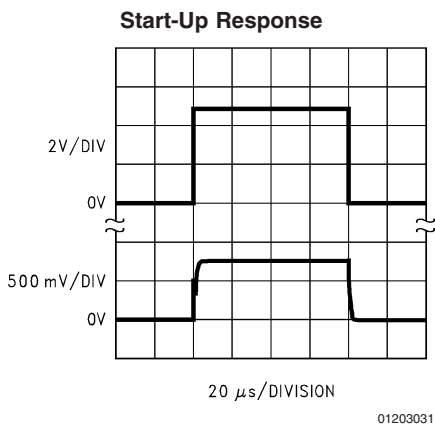 Start-Up Response
2V/DIV
0V
500 mV/DIV
0V
20 μs/DIVISION
01203031